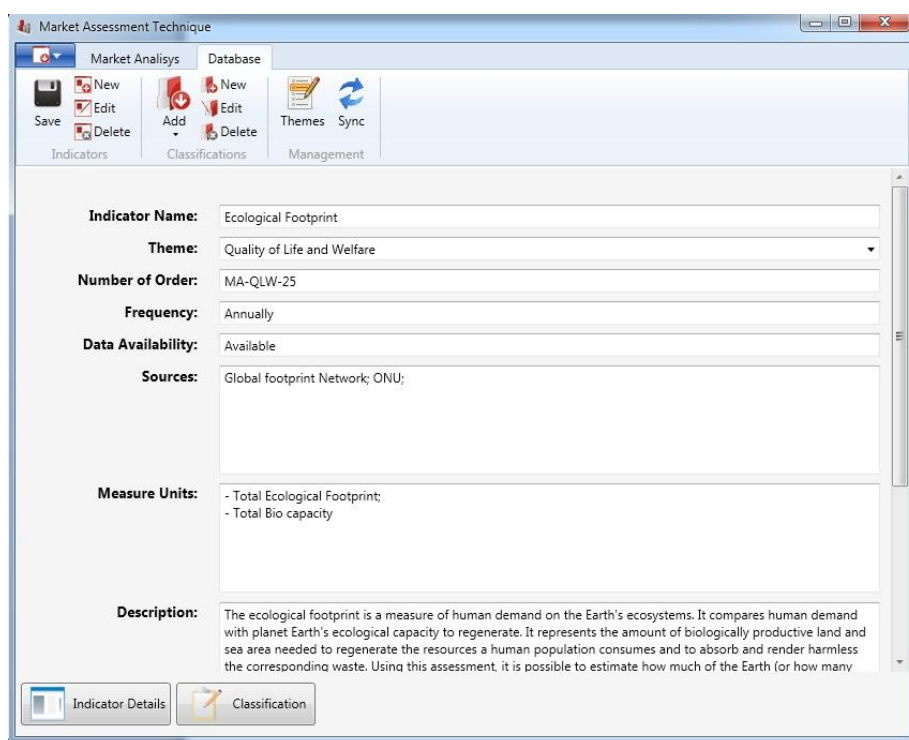 Market Assessment Technique
Market Analisys Database
Save
New
Edit
Delete
Indicators
Add
New
Edit
Delete
Classifications
Themes Sync
Management
Indicator Name: Ecological Footprint
Theme: Quality of Life and Welfare
Number of Order: MA-QLW-25
Frequency: Annually
Data Availability: Available
Sources: Global footprint Network; ONU;
Measure Units: - Total Ecological Footprint;
- Total Bio capacity
Description: The ecological footprint is a measure of human demand on the Earth's ecosystems. It compares human demand
with planet Earth's ecological capacity to regenerate. It represents the amount of biologically productive land and
sea area needed to regenerate the resources a human population consumes and to absorb and render harmless
the corresponding waste. Using this assessment, it is possible to estimate how much of the Earth (or how many
Indicator Details Classification